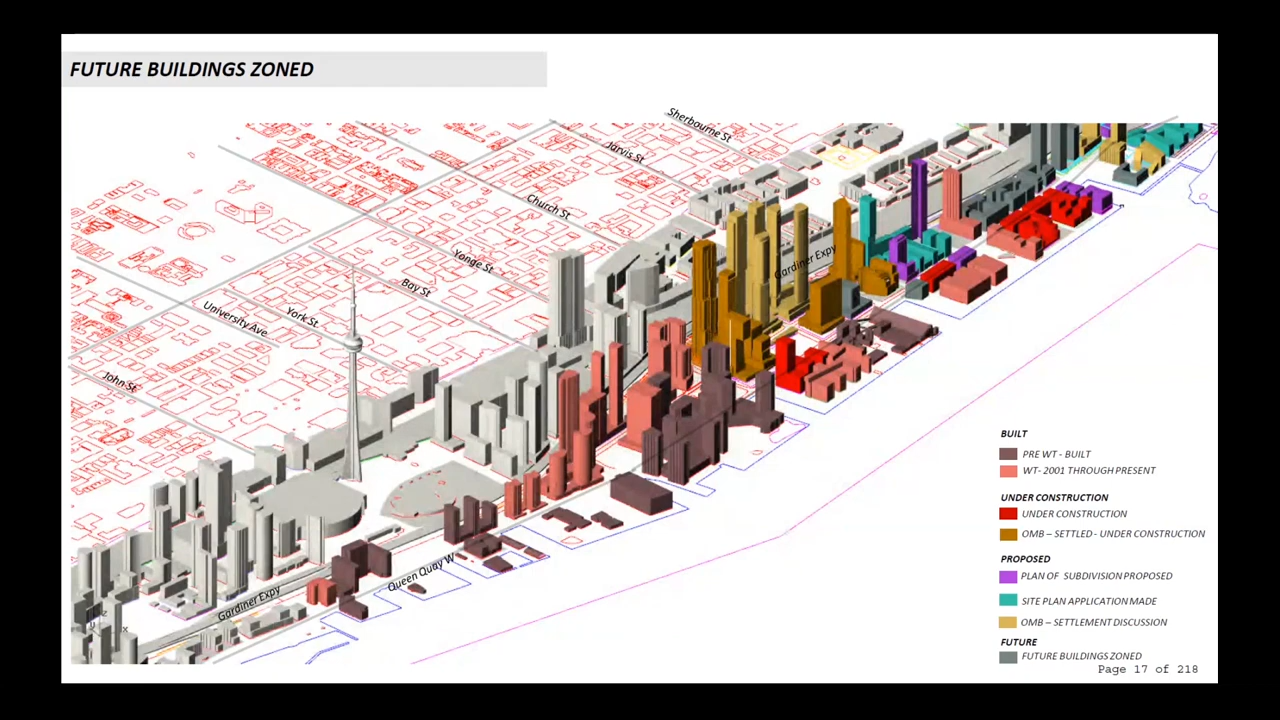 FUTURE BUILDINGS ZONED
Sherbourne St
Jarvis St
Church St
Yonge St
Gardiner Expy
Bay St
York St
University Ave
John St
BUILT
PRE WT - BUILT
WT- 2001 THROUGH PRESENT
UNDER CONSTRUCTION
UNDER CONSTRUCTION
OMB – SETTLED - UNDER CONSTRUCTION
PROPOSED
PLAN OF SUBDIVISION PROPOSED
Queen Quay W
Gardiner Expy
SITE PLAN APPLICATION MADE
OMB – SETTLEMENT DISCUSSION
FUTURE
FUTURE BUILDINGS ZONED
Page 17 of 218